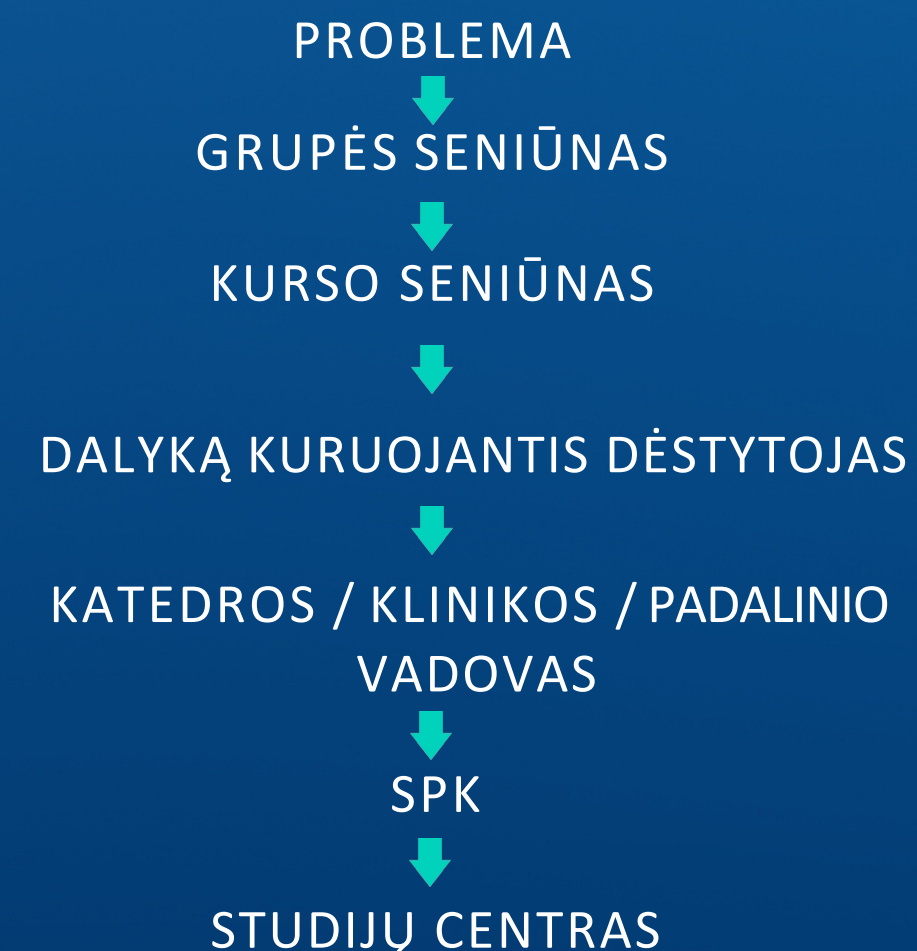 PROBLEMA
GRUPĖS SENIŪNAS
KURSO SENIŪNAS
DALYKĄ KURUOJANTIS DĖSTYTOJAS
KATEDROS / KLINIKOS / PADALINIO
VADOVAS
SPK
STUDIJŲ CENTRAS